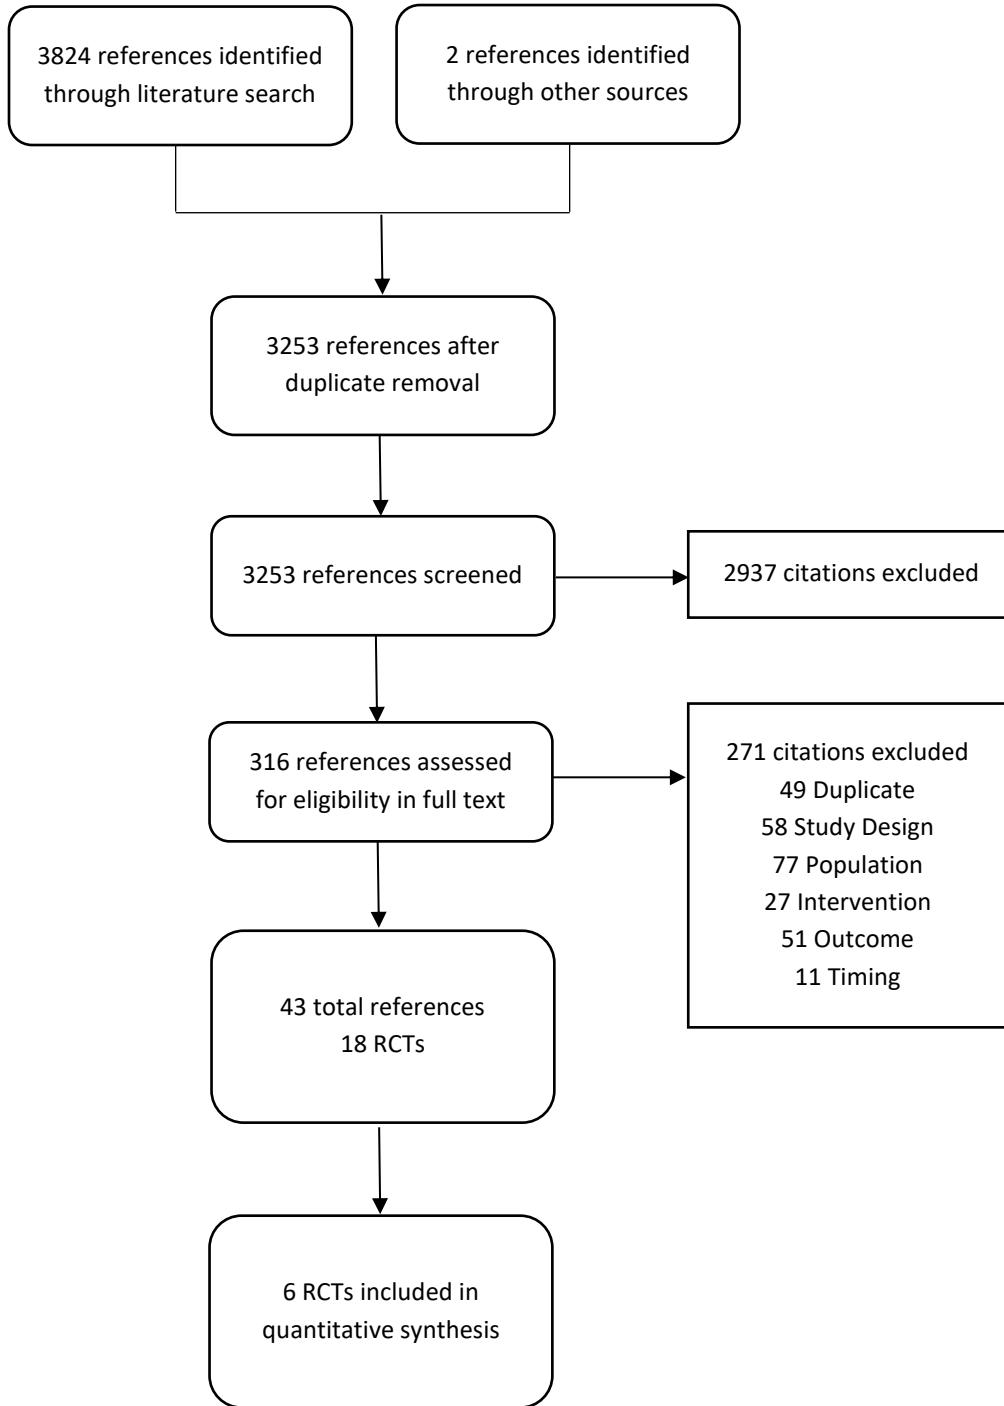 3824 references identified
through literature search
2 references identified
through other sources
3253 references after
duplicate removal
3253 references screened
2937 citations excluded
316 references assessed
for eligibility in full text
271 citations excluded
49 Duplicate
58 Study Design
77 Population
27 Intervention
51 Outcome
11 Timing
43 total references
18 RCTs
6 RCTs included in
quantitative synthesis